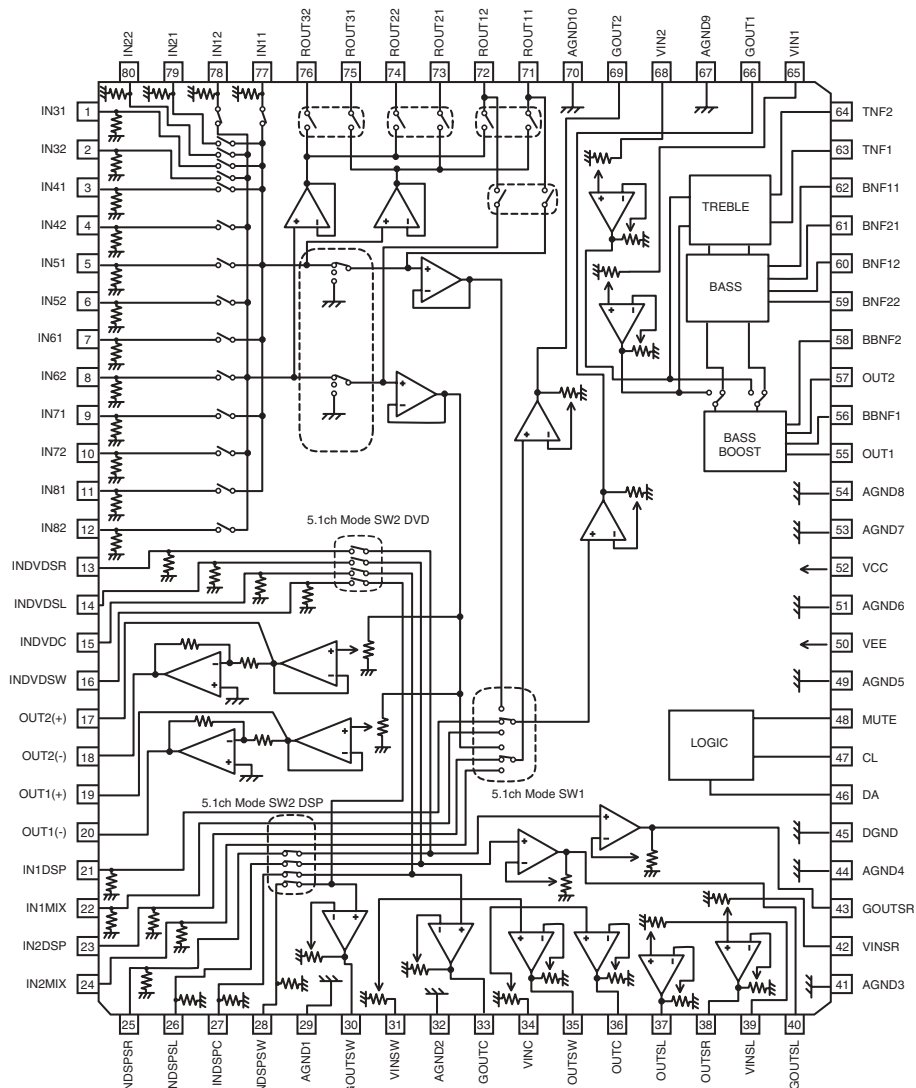 IN22
IN21
IN12
IN11
ROUT32
ROUT31
ROUT22
ROUT21
ROUT12
ROUT11
AGND10
GOUT2
VIN2
AGND9
GOUT1
VIN1
80 79 78 77 76 75 74 73 72 71 70 69 68 67 66 65
IN31 1
IN32 2
IN41 3
IN42 4
IN51 5
IN52 6
IN61 7
IN62 8
IN71 9
IN72 10
IN81 11
IN82 12
INDVDSR 13
INDVDSL 14
INDVDC 15
INDVDSW 16
OUT2(+) 17
OUT2(-) 18
OUT1(+) 19
OUT1(-) 20
IN1DSP 21
IN1MIX 22
IN2DSP 23
IN2MIX 24
TREBLE
BASS
BASS
BOOST
5.1ch Mode SW2 DVD
5.1ch Mode SW1
5.1ch Mode SW2 DSP
LOGIC
64 TNF2
63 TNF1
62 BNF11
61 BNF21
60 BNF12
59 BNF22
58 BBNF2
57 OUT2
56 BBNF1
55 OUT1
54 AGND8
53 AGND7
52 VCC
51 AGND6
50 VEE
49 AGND5
48 MUTE
47 CL
46 DA
45 DGND
44 AGND4
43 GOUTSR
42 VINSR
41 AGND3
25 26 27 28 29 30 31 32 33 34 35 36 37 38 39 40
NDSPSR
NDSPSL
INDSPC
NDSPSW
AGND1
GOUTSW
VINSW
AGND2
GOUTC
VINC
OUTSW
OUTC
OUTSL
OUTSR
VINSL
GOUTSL